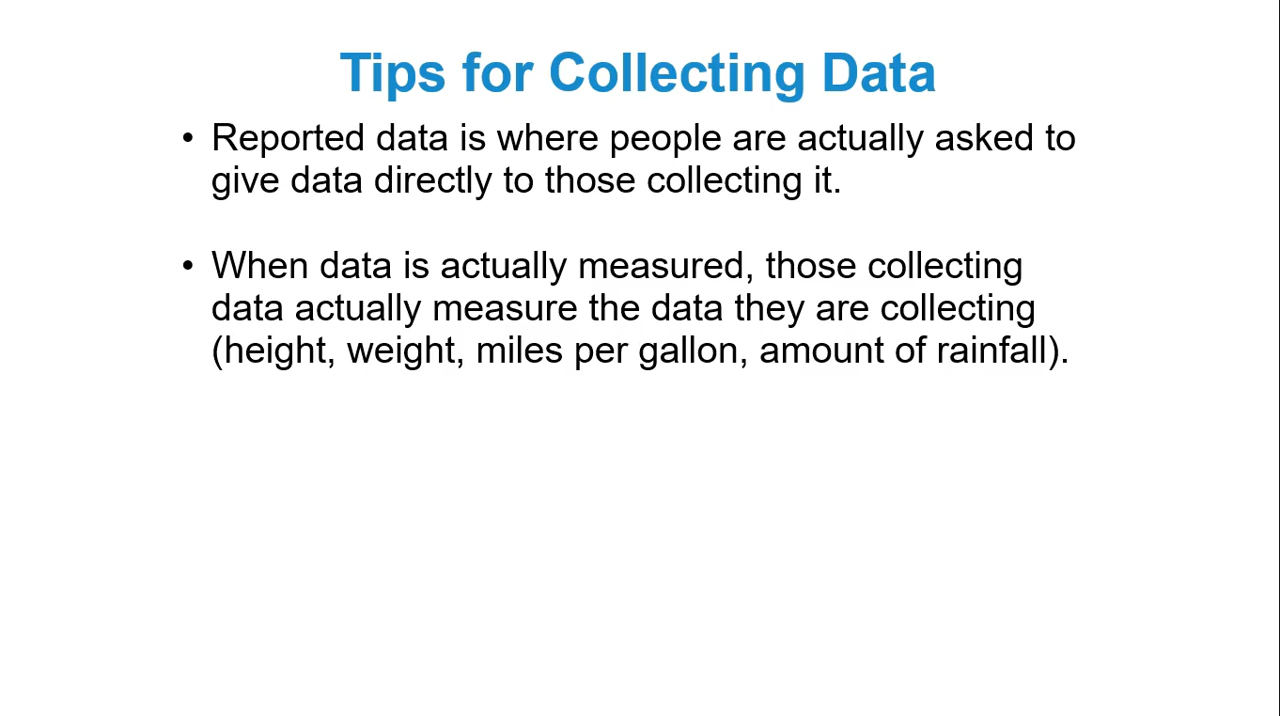 Tips for Collecting Data
• Reported data is where people are actually asked to
give data directly to those collecting it.
• When data is actually measured, those collecting
data actually measure the data they are collecting
(height, weight, miles per gallon, amount of rainfall).